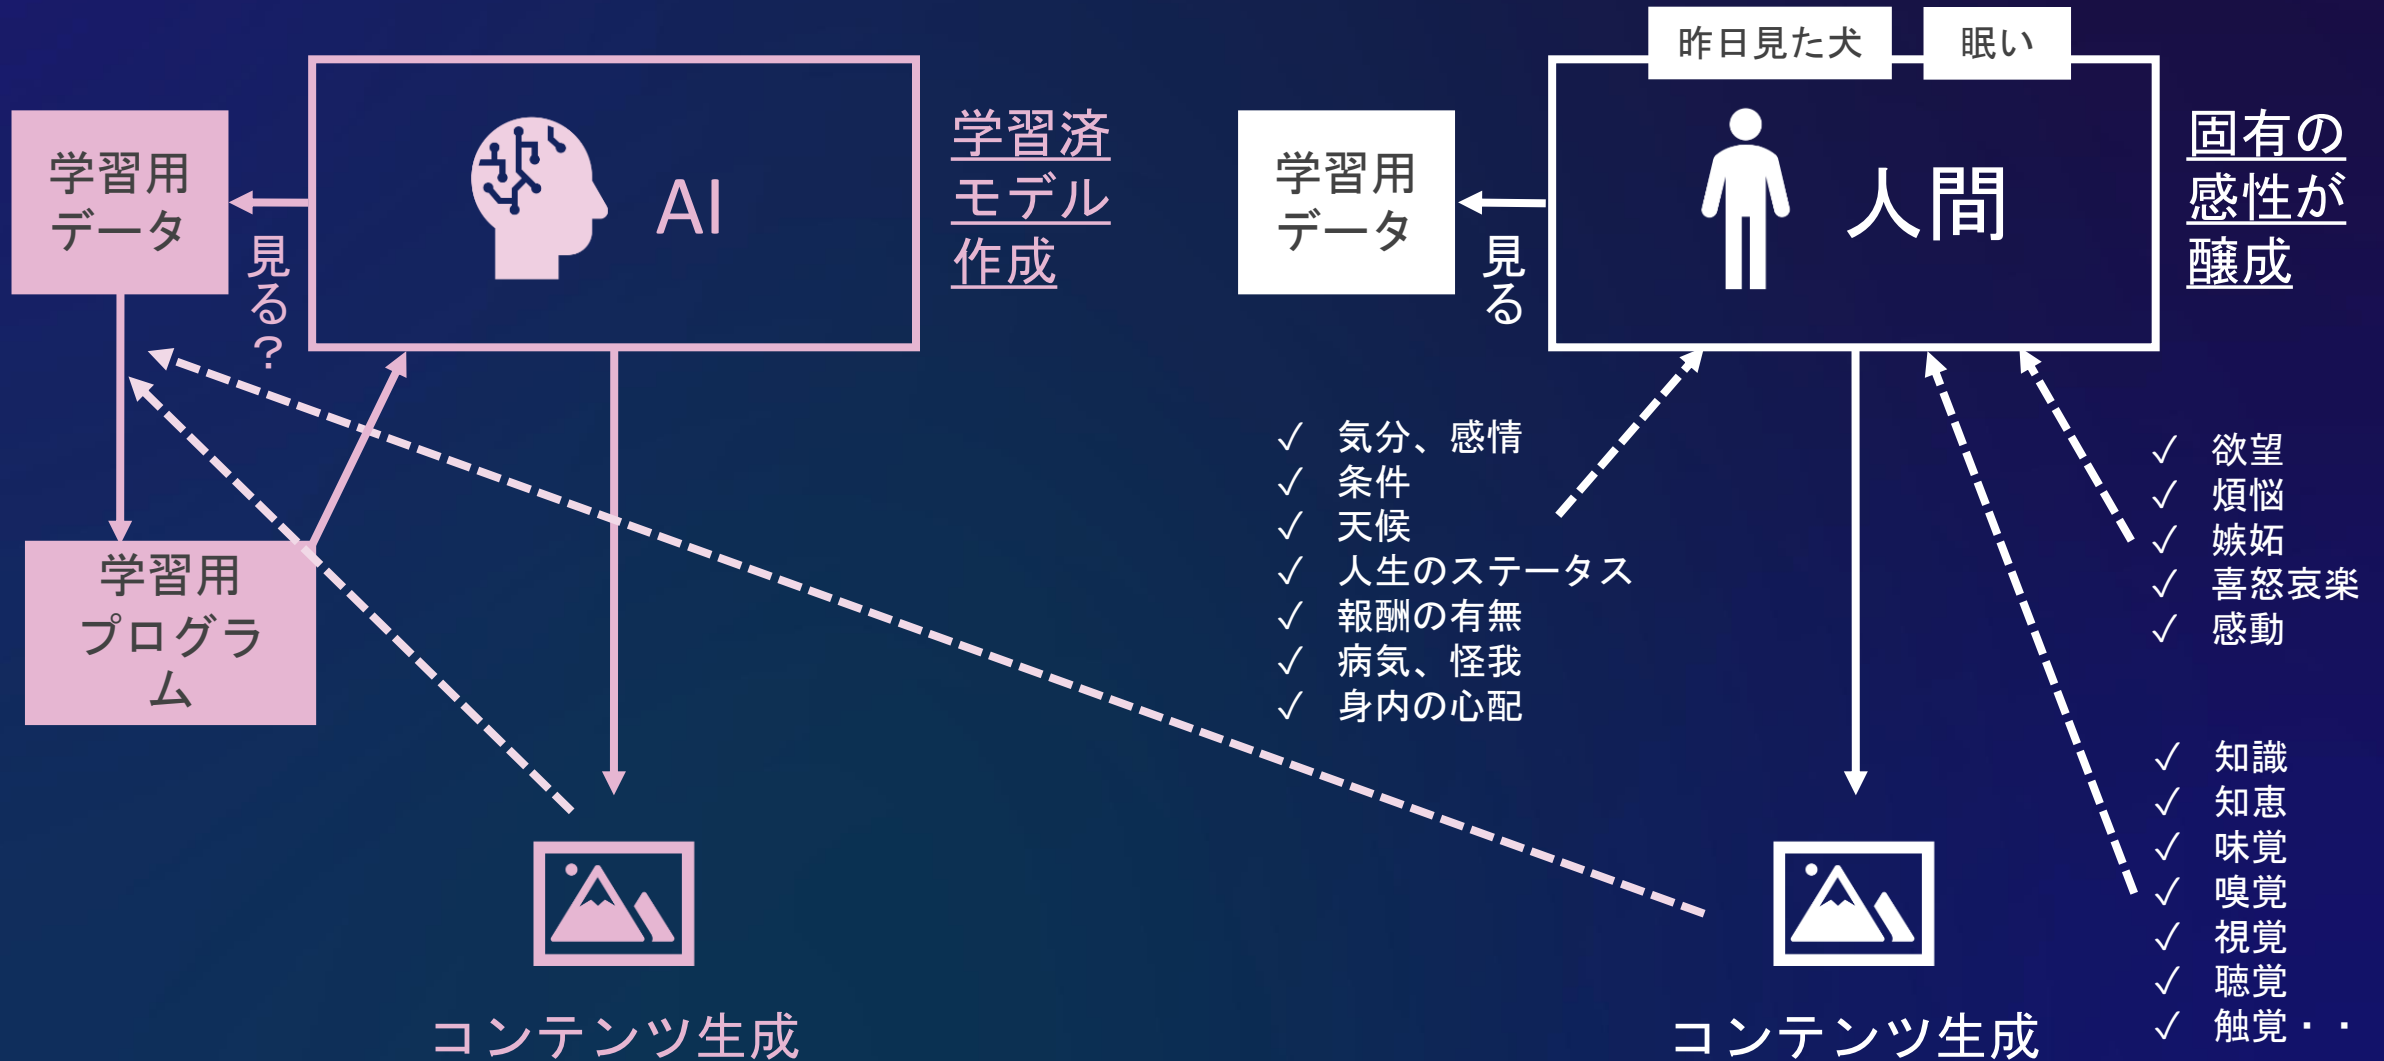 学習用
データ
見る?
AI
学習済
モデル
作成
学習用
プログラ
ム
コンテンツ生成
昨日見た犬
眠い
学習用
データ
見る
人間
固有の
感性が
醸成
✓ 気分、感情
✓ 条件
✓ 天候
✓ 人生のステータス
✓ 報酬の有無
✓ 病気、怪我
✓ 身内の心配
✓ 欲望
✓ 煩悩
✓ 嫉妬
✓ 喜怒哀楽
✓ 感動
✓ 知識
✓ 知恵
✓ 味覚
✓ 嗅覚
✓ 視覚
✓ 聴覚
✓ 触覚・・
コンテンツ生成